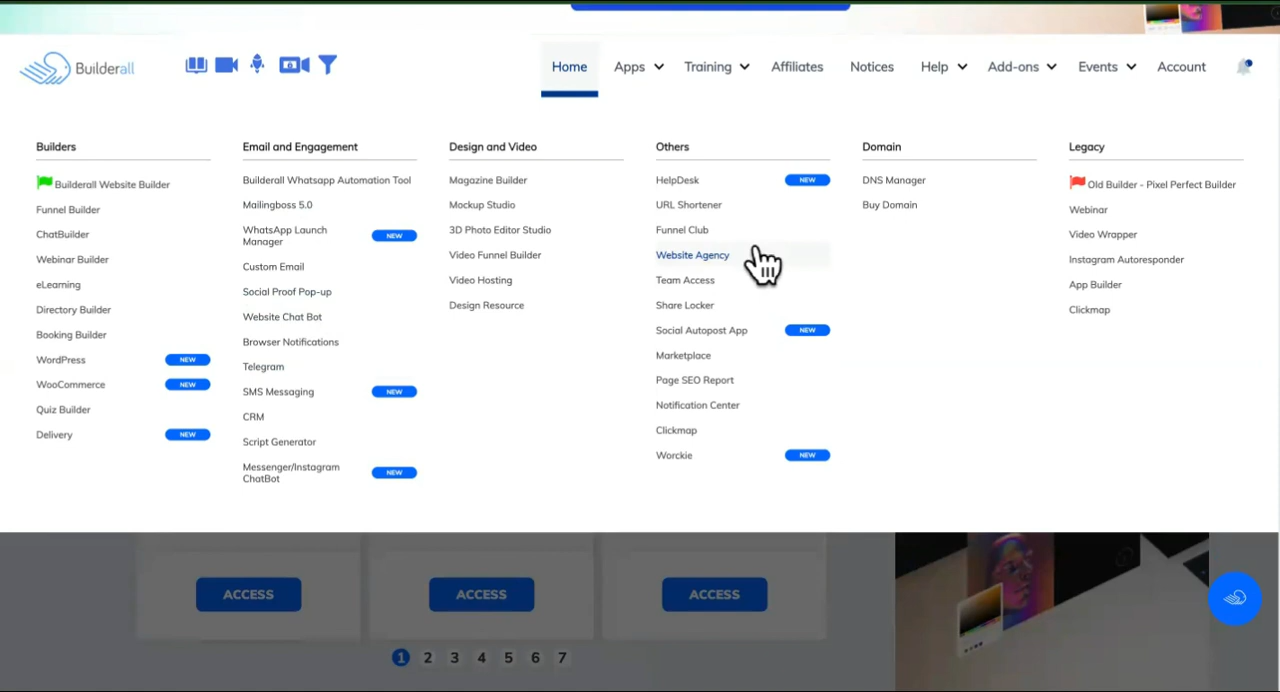 Builderall
Home
Apps
Training
Affiliates
Notices
Help
Add-ons
Events
Account
Builders
Builderall Website Builder
Funnel Builder
ChatBuilder
Webinar Builder
eLearning
Directory Builder
Booking Builder
WordPress NEW
WooCommerce NEW
Quiz Builder
Delivery NEW
Email and Engagement
Builderall Whatsapp Automation Tool
Mailingboss 5.0
WhatsApp Launch
Manager NEW
Custom Email
Social Proof Pop-up
Website Chat Bot
Browser Notifications
Telegram
SMS Messaging NEW
CRM
Script Generator
Messenger/Instagram
ChatBot NEW
Design and Video
Magazine Builder
Mockup Studio
3D Photo Editor Studio
Video Funnel Builder
Video Hosting
Design Resource
Others
HelpDesk NEW
URL Shortener
Funnel Club
Website Agency
Team Access
Share Locker
Social Autopost App NEW
Marketplace
Page SEO Report
Notification Center
Clickmap
Worckie NEW
Domain
DNS Manager
Buy Domain
Legacy
Old Builder - Pixel Perfect Builder
Webinar
Video Wrapper
Instagram Autoresponder
App Builder
Clickmap
ACCESS
ACCESS
ACCESS
1 2 3 4 5 6 7